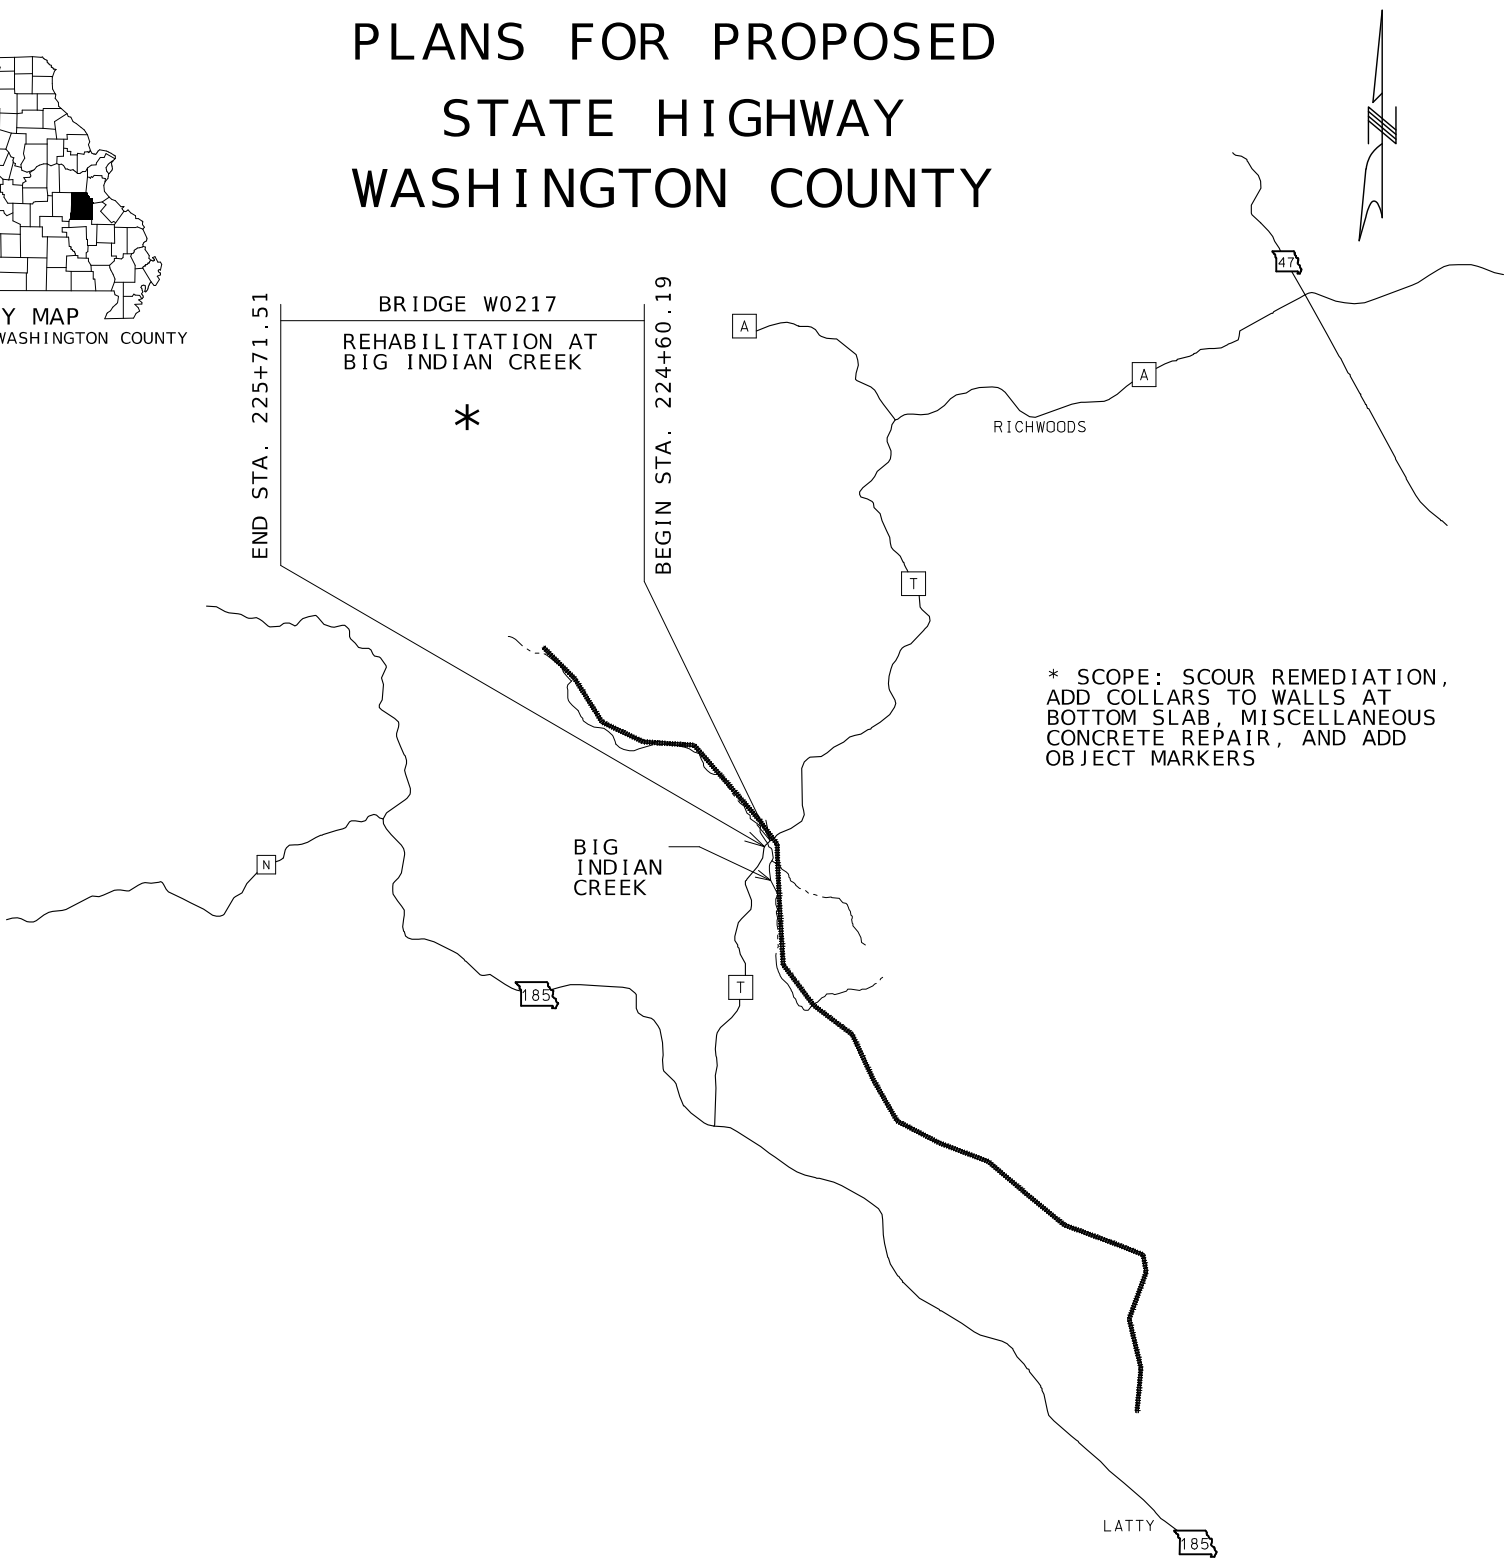 PLANS FOR PROPOSED
STATE HIGHWAY
WASHINGTON COUNTY
Y MAP
WASHINGTON COUNTY
END STA. 225+71.51
BRIDGE W0217
REHABILITATION AT
BIG INDIAN CREEK
*
BEGIN STA. 224+60.19
N
47
A
A
RICHWOODS
T
* SCOPE: SCOUR REMEDIATION,
ADD COLLARS TO WALLS AT
BOTTOM SLAB, MISCELLANEOUS
CONCRETE REPAIR, AND ADD
OBJECT MARKERS
BIG
INDIAN
CREEK
N
185
T
LATTY
185